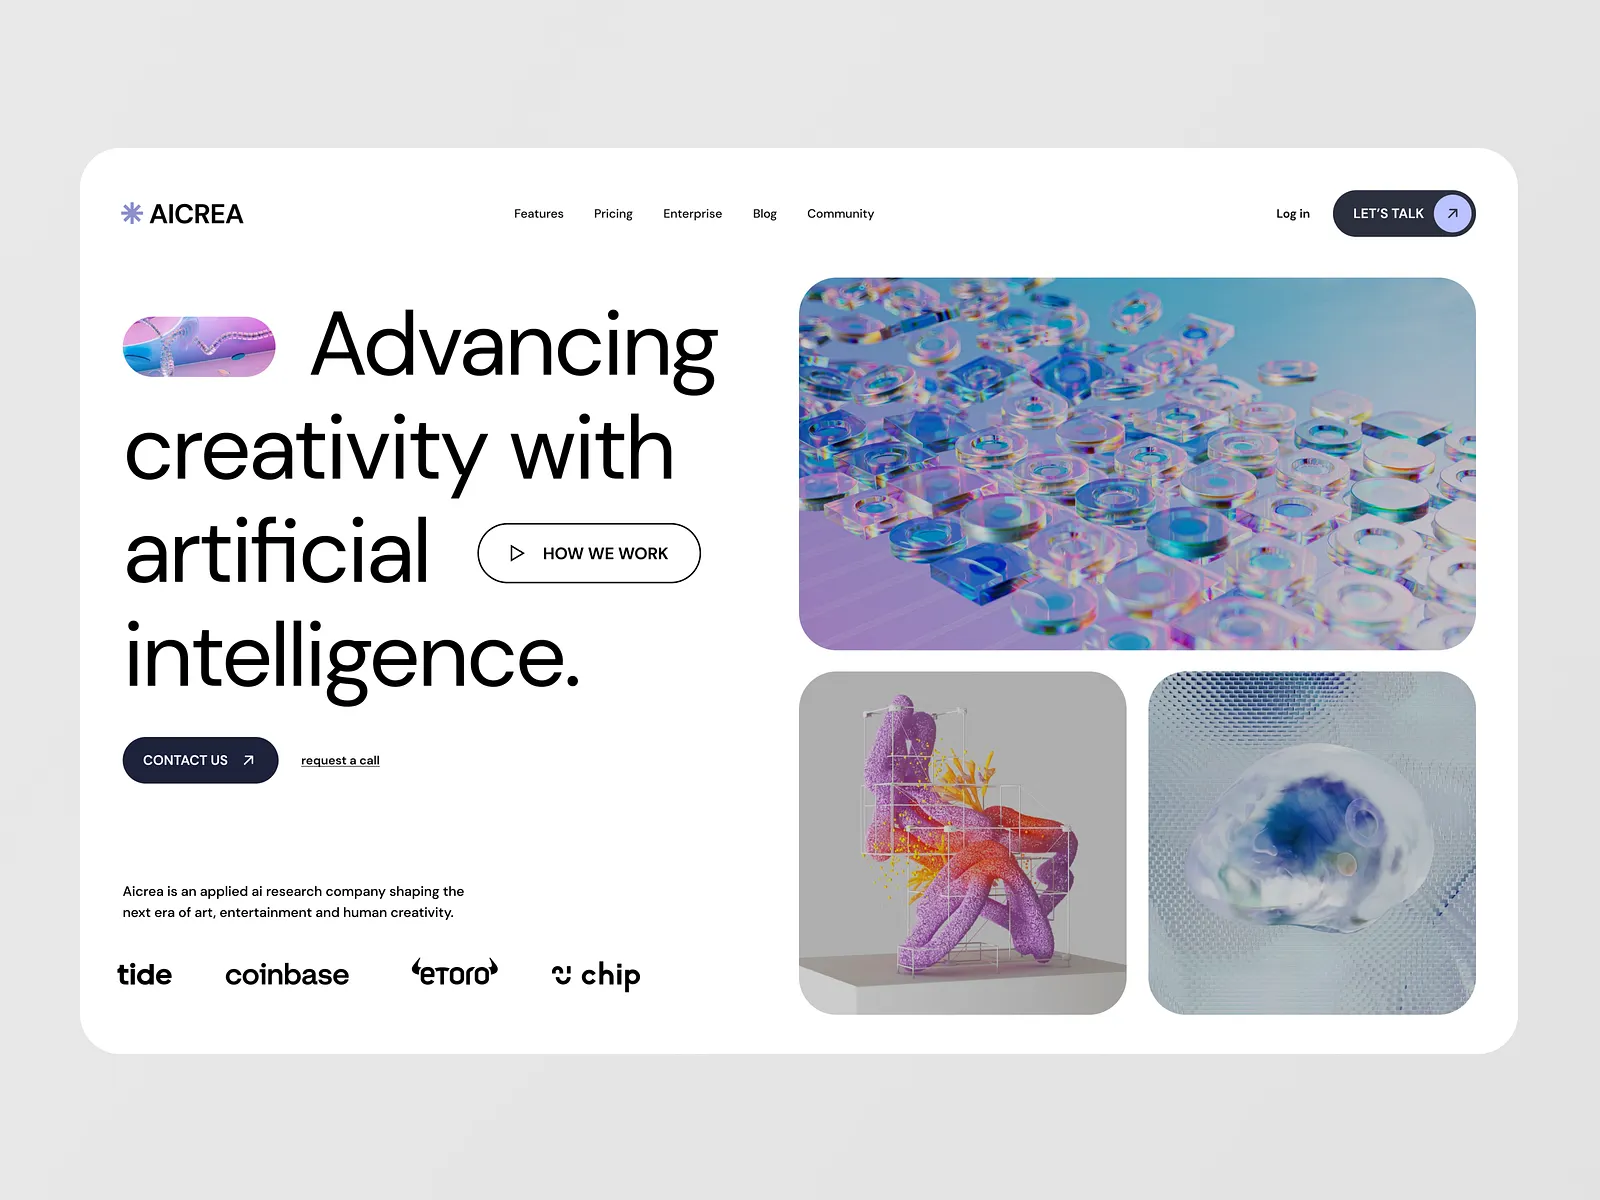 AICREA
Features
Pricing
Enterprise
Blog
Community
Log in
LET'S TALK
Advancing
creativity with
artificial
HOW WE WORK
intelligence.
CONTACT US
request a call
Aicrea is an applied ai research company shaping the
next era of art, entertainment and human creativity.
tide
coinbase
eToro
chip